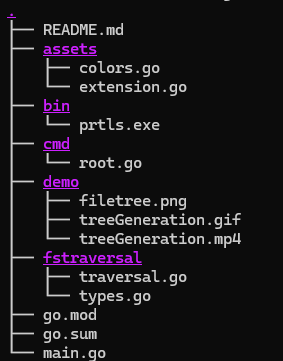 .
├── README.md
├── assets
│   ├── colors.go
│   └── extension.go
├── bin
│   └── prtls.exe
├── cmd
│   └── root.go
├── demo
│   ├── filetree.png
│   ├── treeGeneration.gif
│   └── treeGeneration.mp4
├── fstraversal
│   ├── traversal.go
│   └── types.go
├── go.mod
├── go.sum
└── main.go